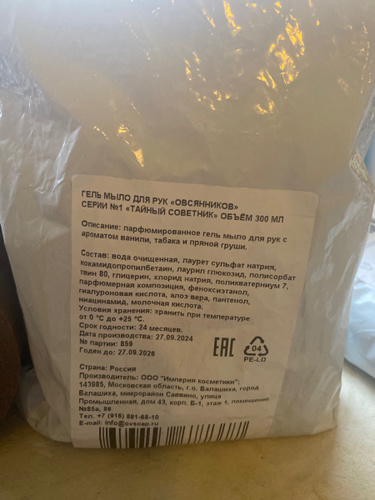 ГЕЛЬ МЫЛО ДЛЯ РУК «ОВСЯННИКОВ»
СЕРИИ №1 «ТАЙНЫЙ СОВЕТНИК» ОБЪЁМ 300 МЛ
Описание: парфюмированное гель мыло для рук с
ароматом ванили, табака и пряной груши.
Состав: вода очищенная, лаурет сульфат натрия,
кокамидопропилбетаин, лаурил глюкозид, полисорбат
твин 80, глицерин, хлорид натрия, поликватериум 7,
парфюмерная композиция, феноксиэтанол,
гиалуроновая кислота, алоэ вера, пантенол,
ниацинамид, молочная кислота.
Условия хранения: хранить при температуре
от 0 °C до +25 °C.
Срок годности: 24 месяцев.
Дата производства: 27.09.2024
№ партии: 859
Годен до: 27.09.2026
EAC
04
PE-LD
Страна: Россия
Производитель: ООО "Империя косметики";
143985, Московская область, г.о. Балашиха, город
Балашиха, микрорайон Саввино, улица
Промышленная, дом 43, корп. Б-1, этаж 1, помещение
№85а, 86
Тел. +7 (916) 881-68-10
E-mail: info@ovsoap.ru